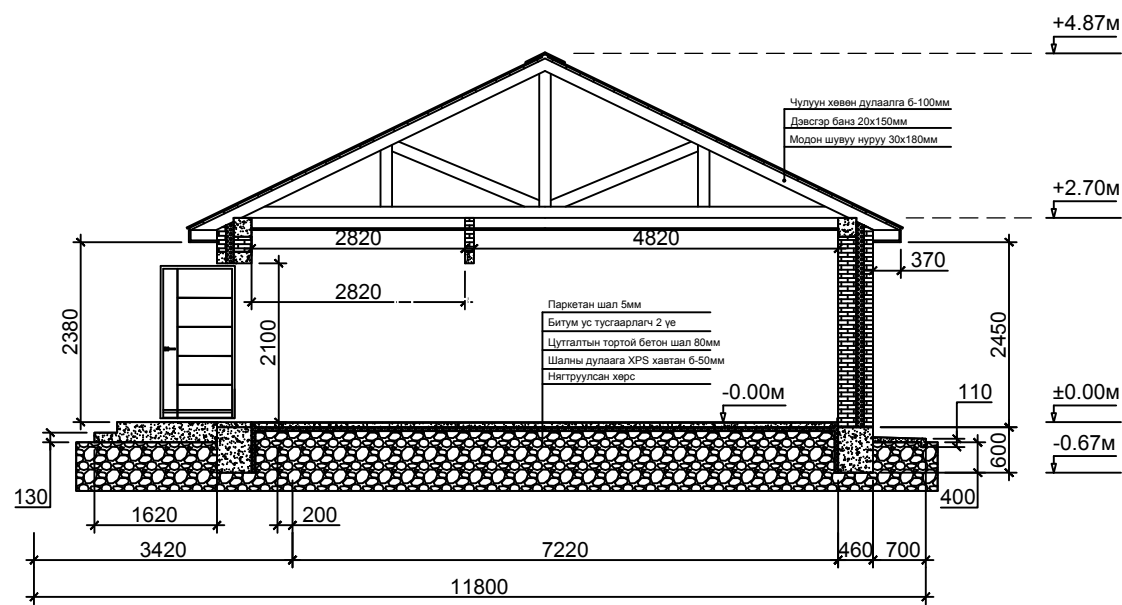 +4.87м
Чулуун хөвөн дулаалга б-100мм
Дэвсгэр банз 20х150мм
Модон шувуу нуруу 30х180мм
+2.70м
2820
4820
370
2820
2380
2100
2450
Паркетан шал 5мм
Битум ус тусгаарлагч 2 үе
Цутгалтын тортой бетон шал 80мм
Шалны дулаага XPS хавтан б-50мм
Нягтруулсан хөрс
-0.00м
110
±0.00м
600
-0.67м
130
400
1620
200
3420
7220
460
700
11800